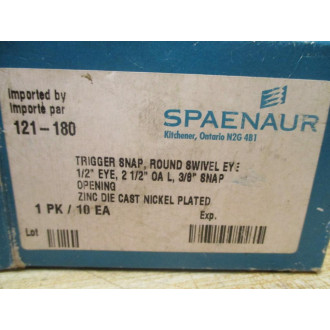 Imported by
Importé par
121-180
SPAENAUR
Kitchener, Ontario N2G 4B1
TRIGGER SNAP, ROUND SWIVEL EYE
1/2" EYE, 2 1/2" OA L, 3/8" SNAP
OPENING
ZINC DIE CAST NICKEL PLATED
1 PK / 10 EA
Exp.
Lot